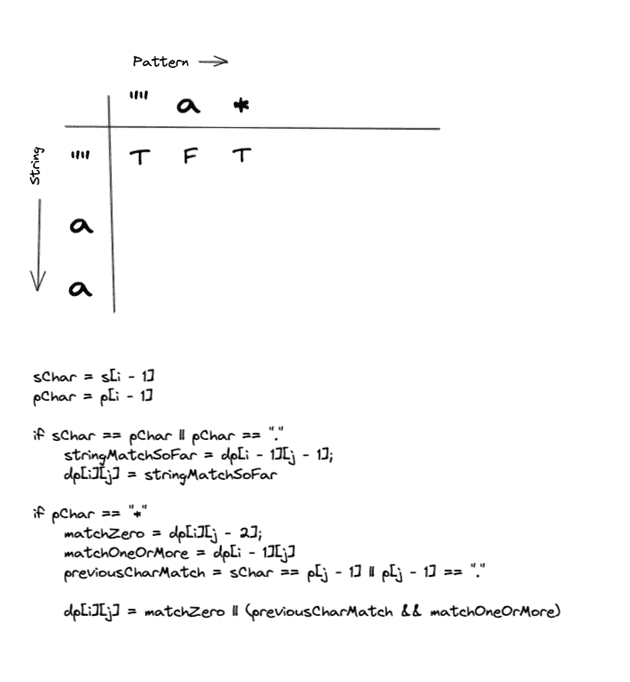 Pattern →
"" a *
String → "" T F T
a
a
sChar = s[i - 1]
pChar = p[i - 1]
if sChar == pChar || pChar == "."
stringMatchSoFar = dp[i - 1][j - 1];
dp[i][j] = stringMatchSoFar
if pChar == "*"
matchZero = dp[i][j - 2];
matchOneOrMore = dp[i - 1][j]
previousCharMatch = sChar == p[j - 1] || p[j - 1] == "."
dp[i][j] = matchZero || (previousCharMatch && matchOneOrMore)